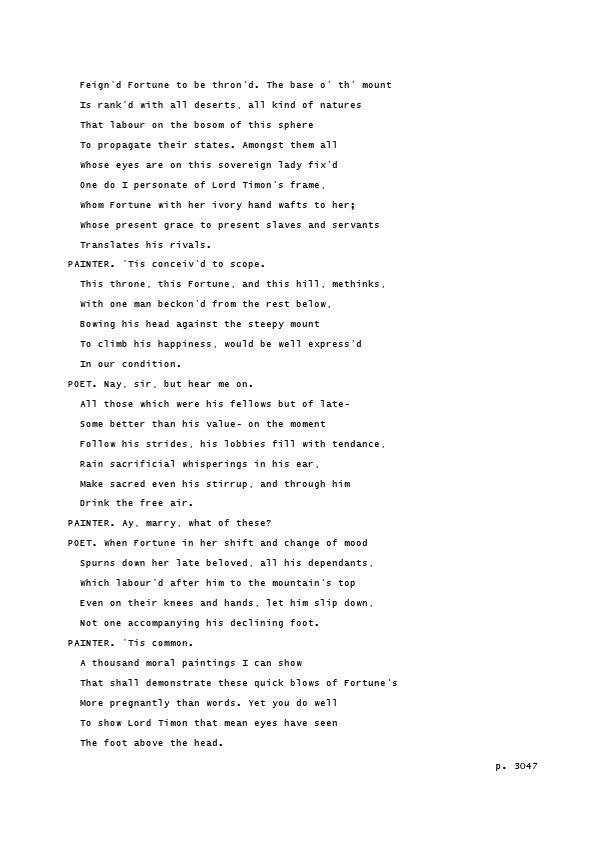 Feign'd Fortune to be thron'd. The base o' th' mount
Is rank'd with all deserts, all kind of natures
That labour on the bosom of this sphere
To propagate their states. Amongst them all
Whose eyes are on this sovereign lady fix'd
One do I personate of Lord Timon's frame,
Whom Fortune with her ivory hand wafts to her;
Whose present grace to present slaves and servants
Translates his rivals.
PAINTER. 'Tis conceiv'd to scope.
This throne, this Fortune, and this hill, methinks,
With one man beckon'd from the rest below,
Bowing his head against the steepy mount
To climb his happiness, would be well express'd
In our condition.
POET. Nay, sir, but hear me on.
All those which were his fellows but of late-
Some better than his value- on the moment
Follow his strides, his lobbies fill with tendance,
Rain sacrificial whisperings in his ear,
Make sacred even his stirrup, and through him
Drink the free air.
PAINTER. Ay, marry, what of these?
POET. When Fortune in her shift and change of mood
Spurns down her late beloved, all his dependants,
Which labour'd after him to the mountain's top
Even on their knees and hands, let him slip down,
Not one accompanying his declining foot.
PAINTER. 'Tis common.
A thousand moral paintings I can show
That shall demonstrate these quick blows of Fortune's
More pregnantly than words. Yet you do well
To show Lord Timon that mean eyes have seen
The foot above the head.
p. 3047